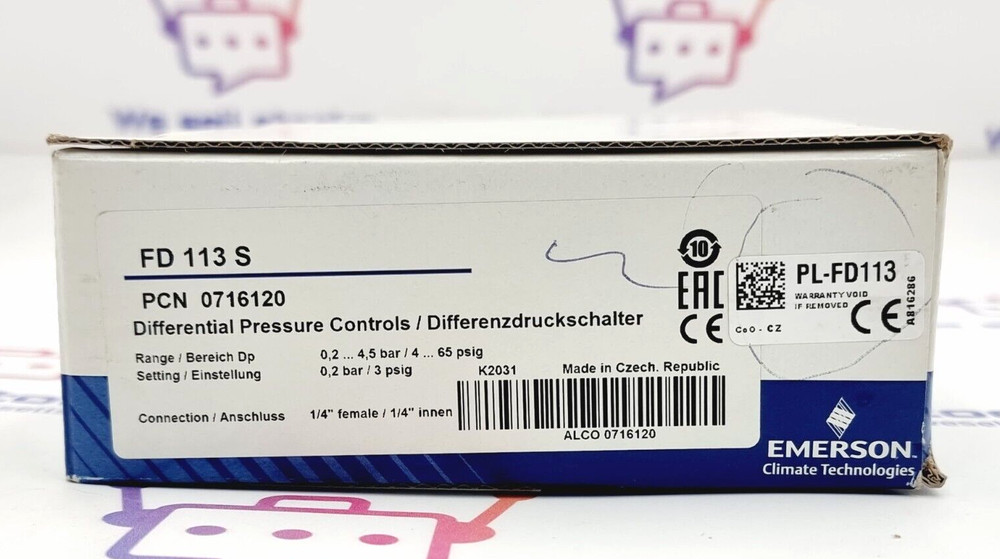 FD 113 S
PCN 0716120
Differential Pressure Controls / Differenzdruckschalter
Range / Bereich Dp 0,2 ... 4,5 bar / 4 ... 65 psig
Setting / Einstellung 0,2 bar / 3 psig K2031 Made in Czech. Republic
Connection / Anschluss 1/4" female / 1/4" innen
ALCO 0716120
10
EAC
CE
PL-FD113
WARRANTY VOID
IF REMOVED
CE
CoO - CZ
A816286
EMERSON
Climate Technologies